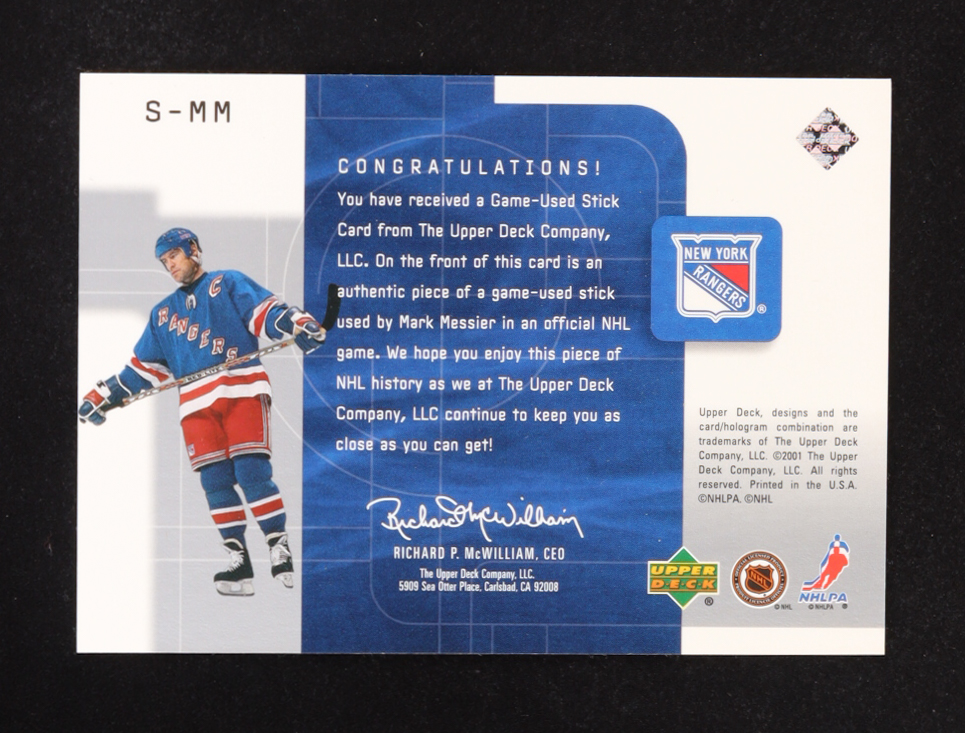 S-MM
CONGRATULATIONS!
You have received a Game-Used Stick
Card from The Upper Deck Company,
LLC. On the front of this card is an
authentic piece of a game-used stick
used by Mark Messier in an official NHL
game. We hope you enjoy this piece of
NHL history as we at The Upper Deck
Company, LLC continue to keep you as
close as you can get!
Richard McWilliam
RICHARD P. McWILLIAM, CEO
The Upper Deck Company, LLC.
5909 Sea Otter Place, Carlsbad, CA 92008
C
RANGERS
NEW YORK
RANGERS
®
Upper Deck, designs and the
card/hologram combination are
trademarks of The Upper Deck
Company, LLC. ©2001 The Upper
Deck Company, LLC. All rights
reserved. Printed in the U.S.A.
©NHLPA. ©NHL
UPPER
DECK
®
NHL
© NHL
NHLPA
© NHLPA ®